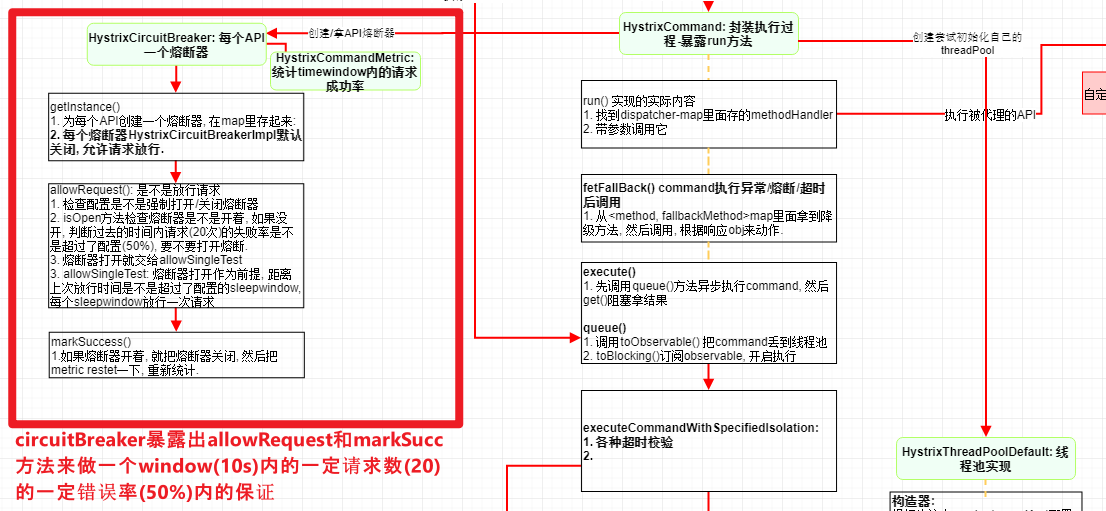 HystrixCircuitBreaker: 每个API
一个熔断器
创建/拿API熔断器
HystrixCommandMetric:
统计timewindow内的请求
成功率
getInstance()
1. 为每个API创建一个熔断器, 在map里存起来:
2. 每个熔断器HystrixCircuitBreakerImpl默认
关闭, 允许请求放行.
allowRequest(): 是不是放行请求
1. 检查配置是不是强制打开/关闭熔断器
2. isOpen方法检查熔断器是不是开着, 如果没
开, 判断过去的时间内请求(20次)的失败率是不
是超过了配置(50%), 要不要打开熔断.
3. 熔断器打开就交给allowSingleTest
3. allowSingleTest: 熔断器打开作为前提, 距离
上次放行时间是不是超过了配置的sleepwindow,
每个sleepwindow放行一次请求
markSuccess()
1.如果熔断器开着, 就把熔断器关闭, 然后把
metric restet一下, 重新统计.
circuitBreaker暴露出allowRequest和markSucc
方法来做一个window(10s)内的一定请求数(20)
的一定错误率(50%)内的保证
HystrixCommand: 封装执行过
程-暴露run方法
创建尝试初始化自己的
threadPool
run() 实现的实际内容
1. 找到dispatcher-map里面存的methodHandler
2. 带参数调用它
执行被代理的API
自定
fetFallBack() command执行异常/熔断/超时
后调用
1. 从<method, fallbackMethod>map里面拿到降
级方法, 然后调用, 根据响应obj来动作.
execute()
1. 先调用queue()方法异步执行command, 然后
get()阻塞拿结果
queue()
1. 调用toObservable() 把command丢到线程池
2. toBlocking()订阅observable, 开启执行
executeCommandWithSpecifiedIsolation:
1. 各种超时校验
2.
HystrixThreadPoolDefault: 线
程池实现
构造器: